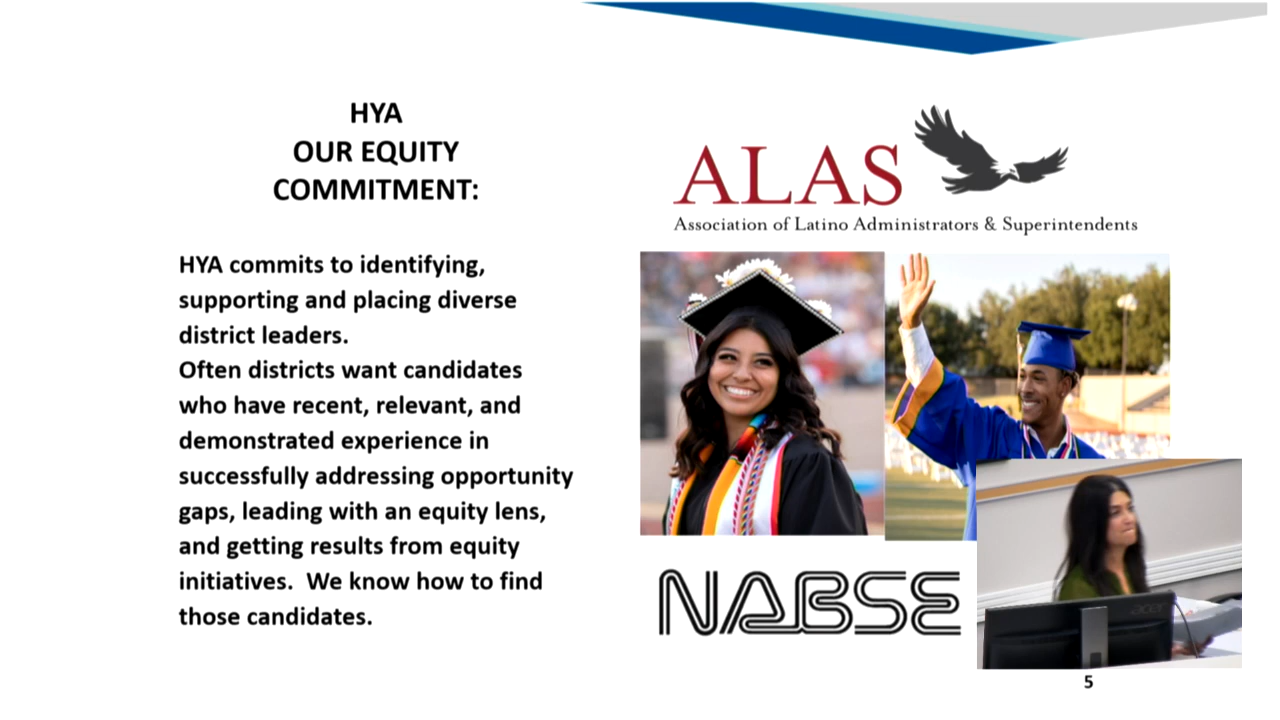 HYA
OUR EQUITY
COMMITMENT:
HYA commits to identifying,
supporting and placing diverse
district leaders.
Often districts want candidates
who have recent, relevant, and
demonstrated experience in
successfully addressing opportunity
gaps, leading with an equity lens,
and getting results from equity
initiatives.  We know how to find
those candidates.
ALAS
Association of Latino Administrators & Superintendents
NABSE
acer
5